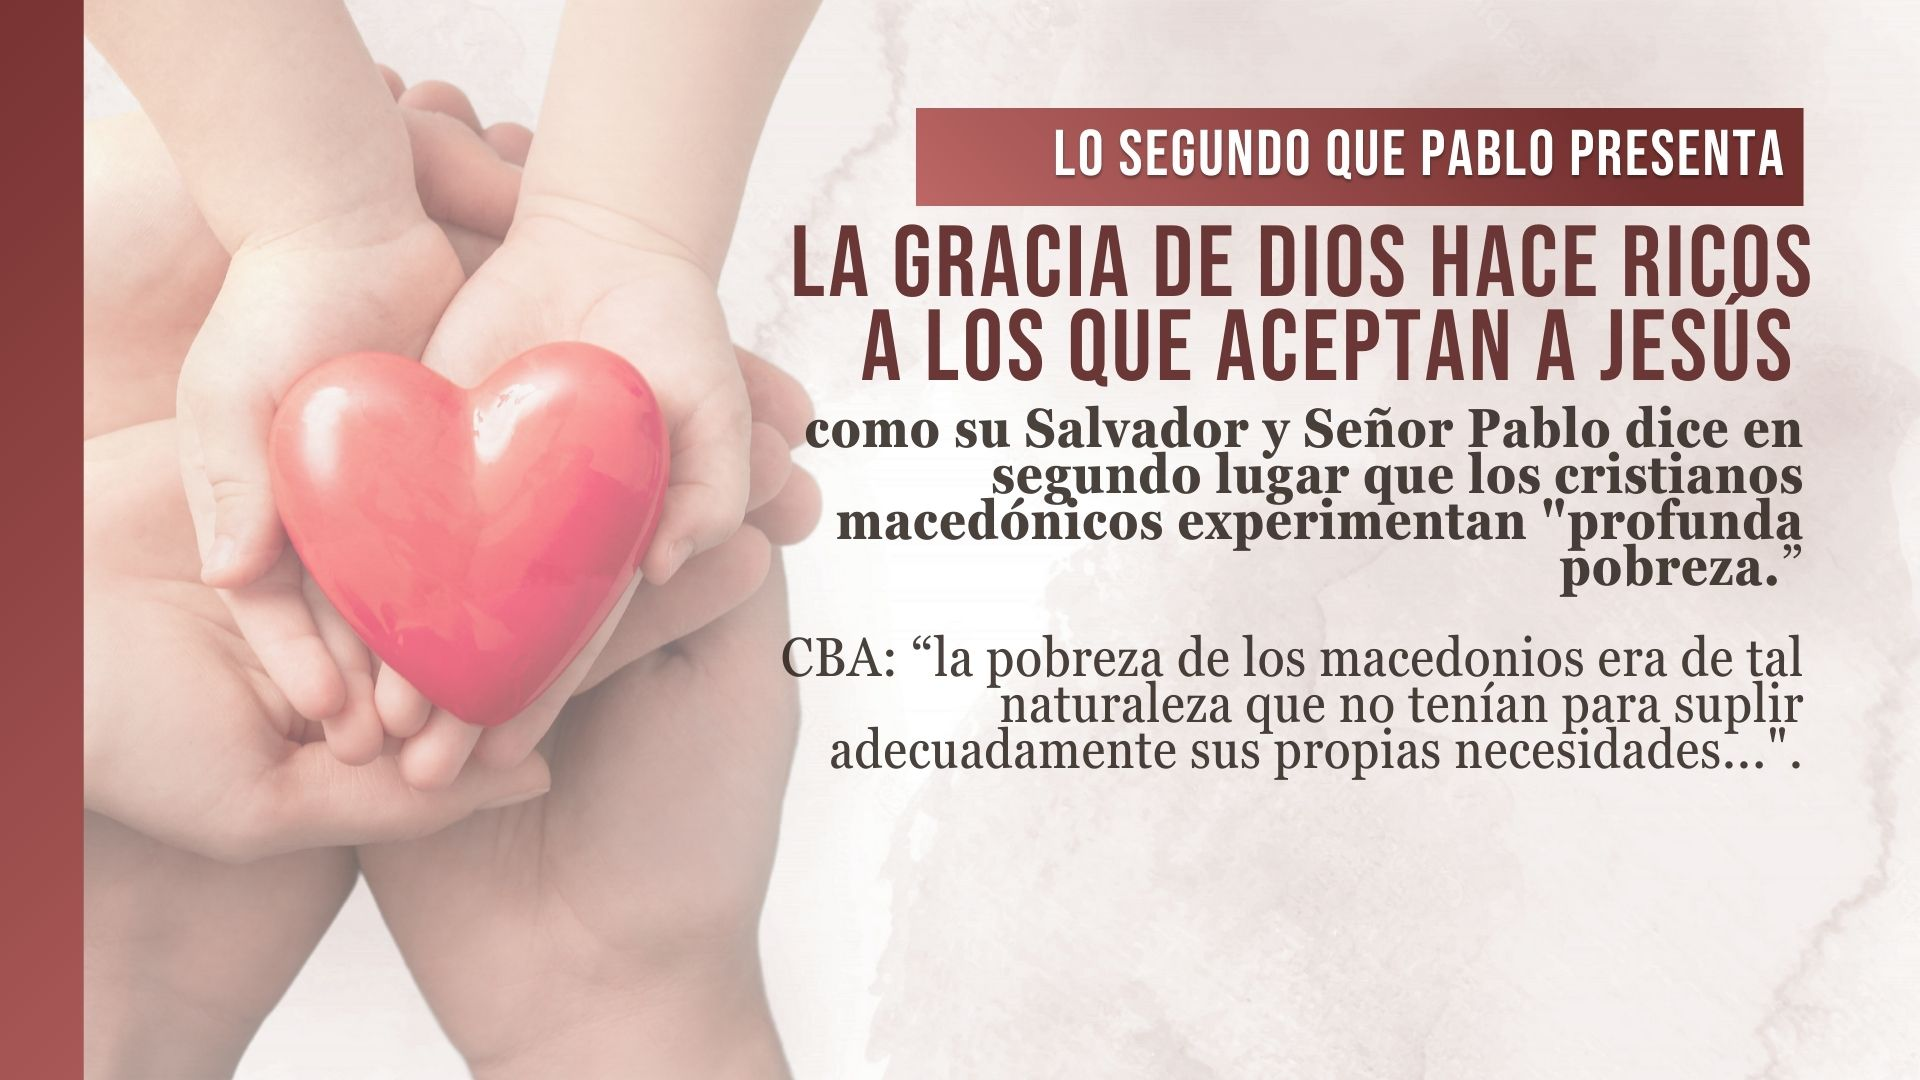 LO SEGUNDO QUE PABLO PRESENTA
LA GRACIA DE DIOS HACE RICOS
A LOS QUE ACEPTAN A JESÚS
como su Salvador y Señor Pablo dice en
segundo lugar que los cristianos
macedónicos experimentan "profunda
pobreza.”
CBA: “la pobreza de los macedonios era de tal
naturaleza que no tenían para suplir
adecuadamente sus propias necesidades...".